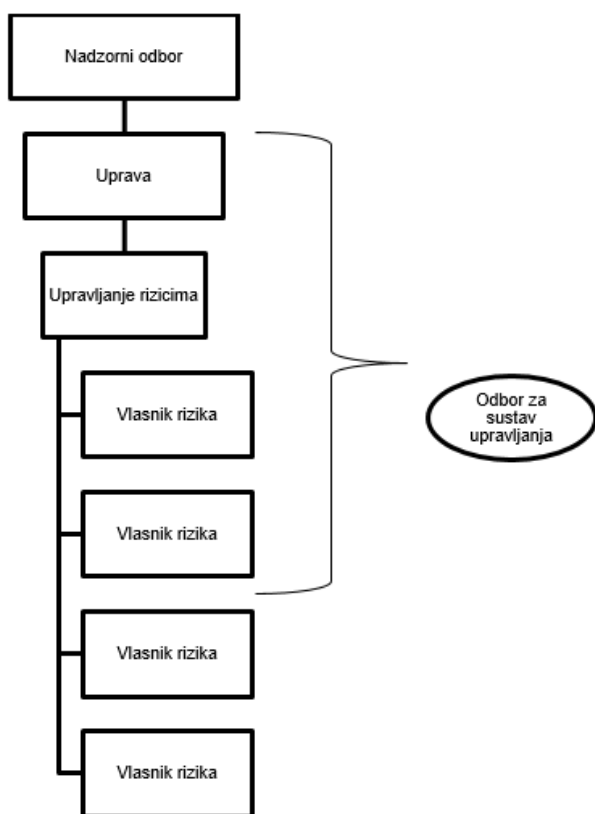 Nadzorni odbor
Uprava
Upravljanje rizicima
Vlasnik rizika
Vlasnik rizika
Odbor za
sustav
upravljanja
Vlasnik rizika
Vlasnik rizika